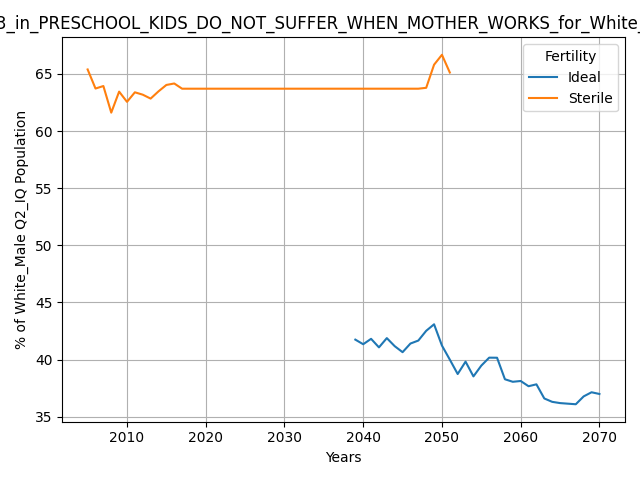 3_in_PRESCHOOL_KIDS_DO_NOT_SUFFER_WHEN_MOTHER_WORKS_for_White_
Fertility
Ideal
Sterile
% of White_Male Q2_IQ Population
65
60
55
50
45
40
35
2010 2020 2030 2040 2050 2060 2070
Years